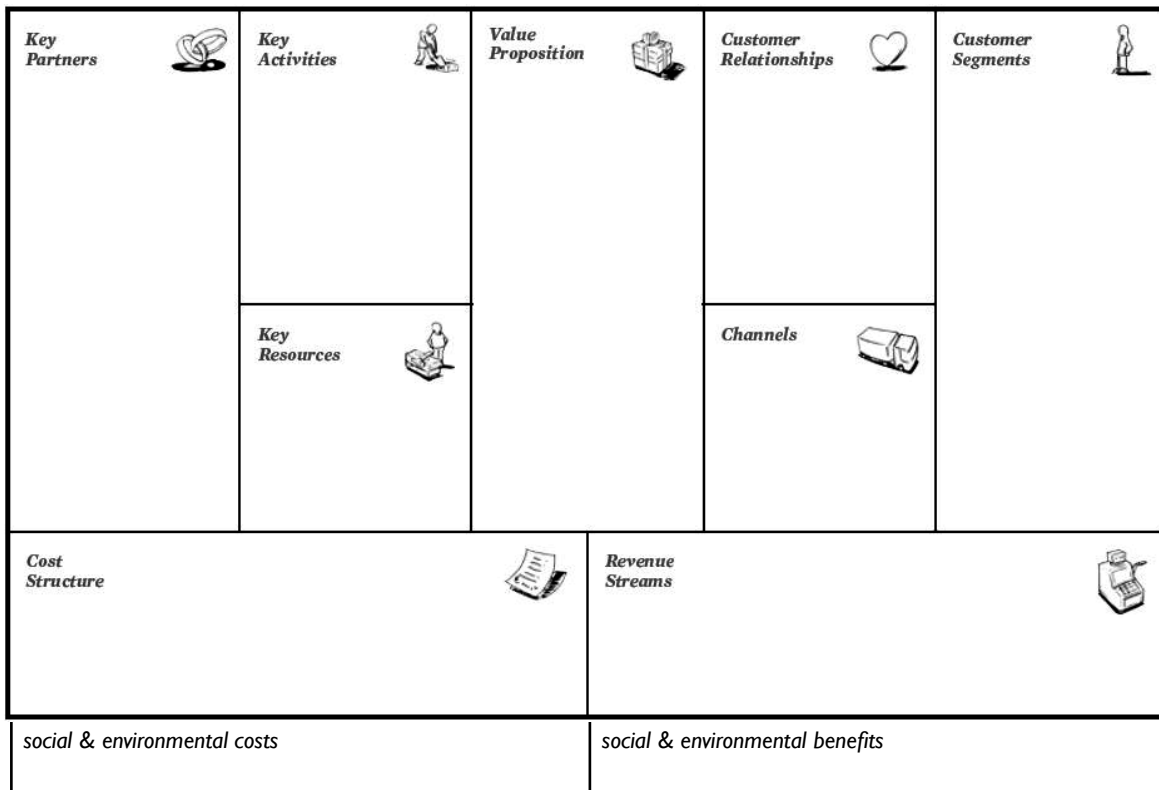 Key
Partners
Key
Activities
Value
Proposition
Customer
Relationships
Customer
Segments
Key
Resources
Channels
Cost
Structure
Revenue
Streams
social & environmental costs
social & environmental benefits